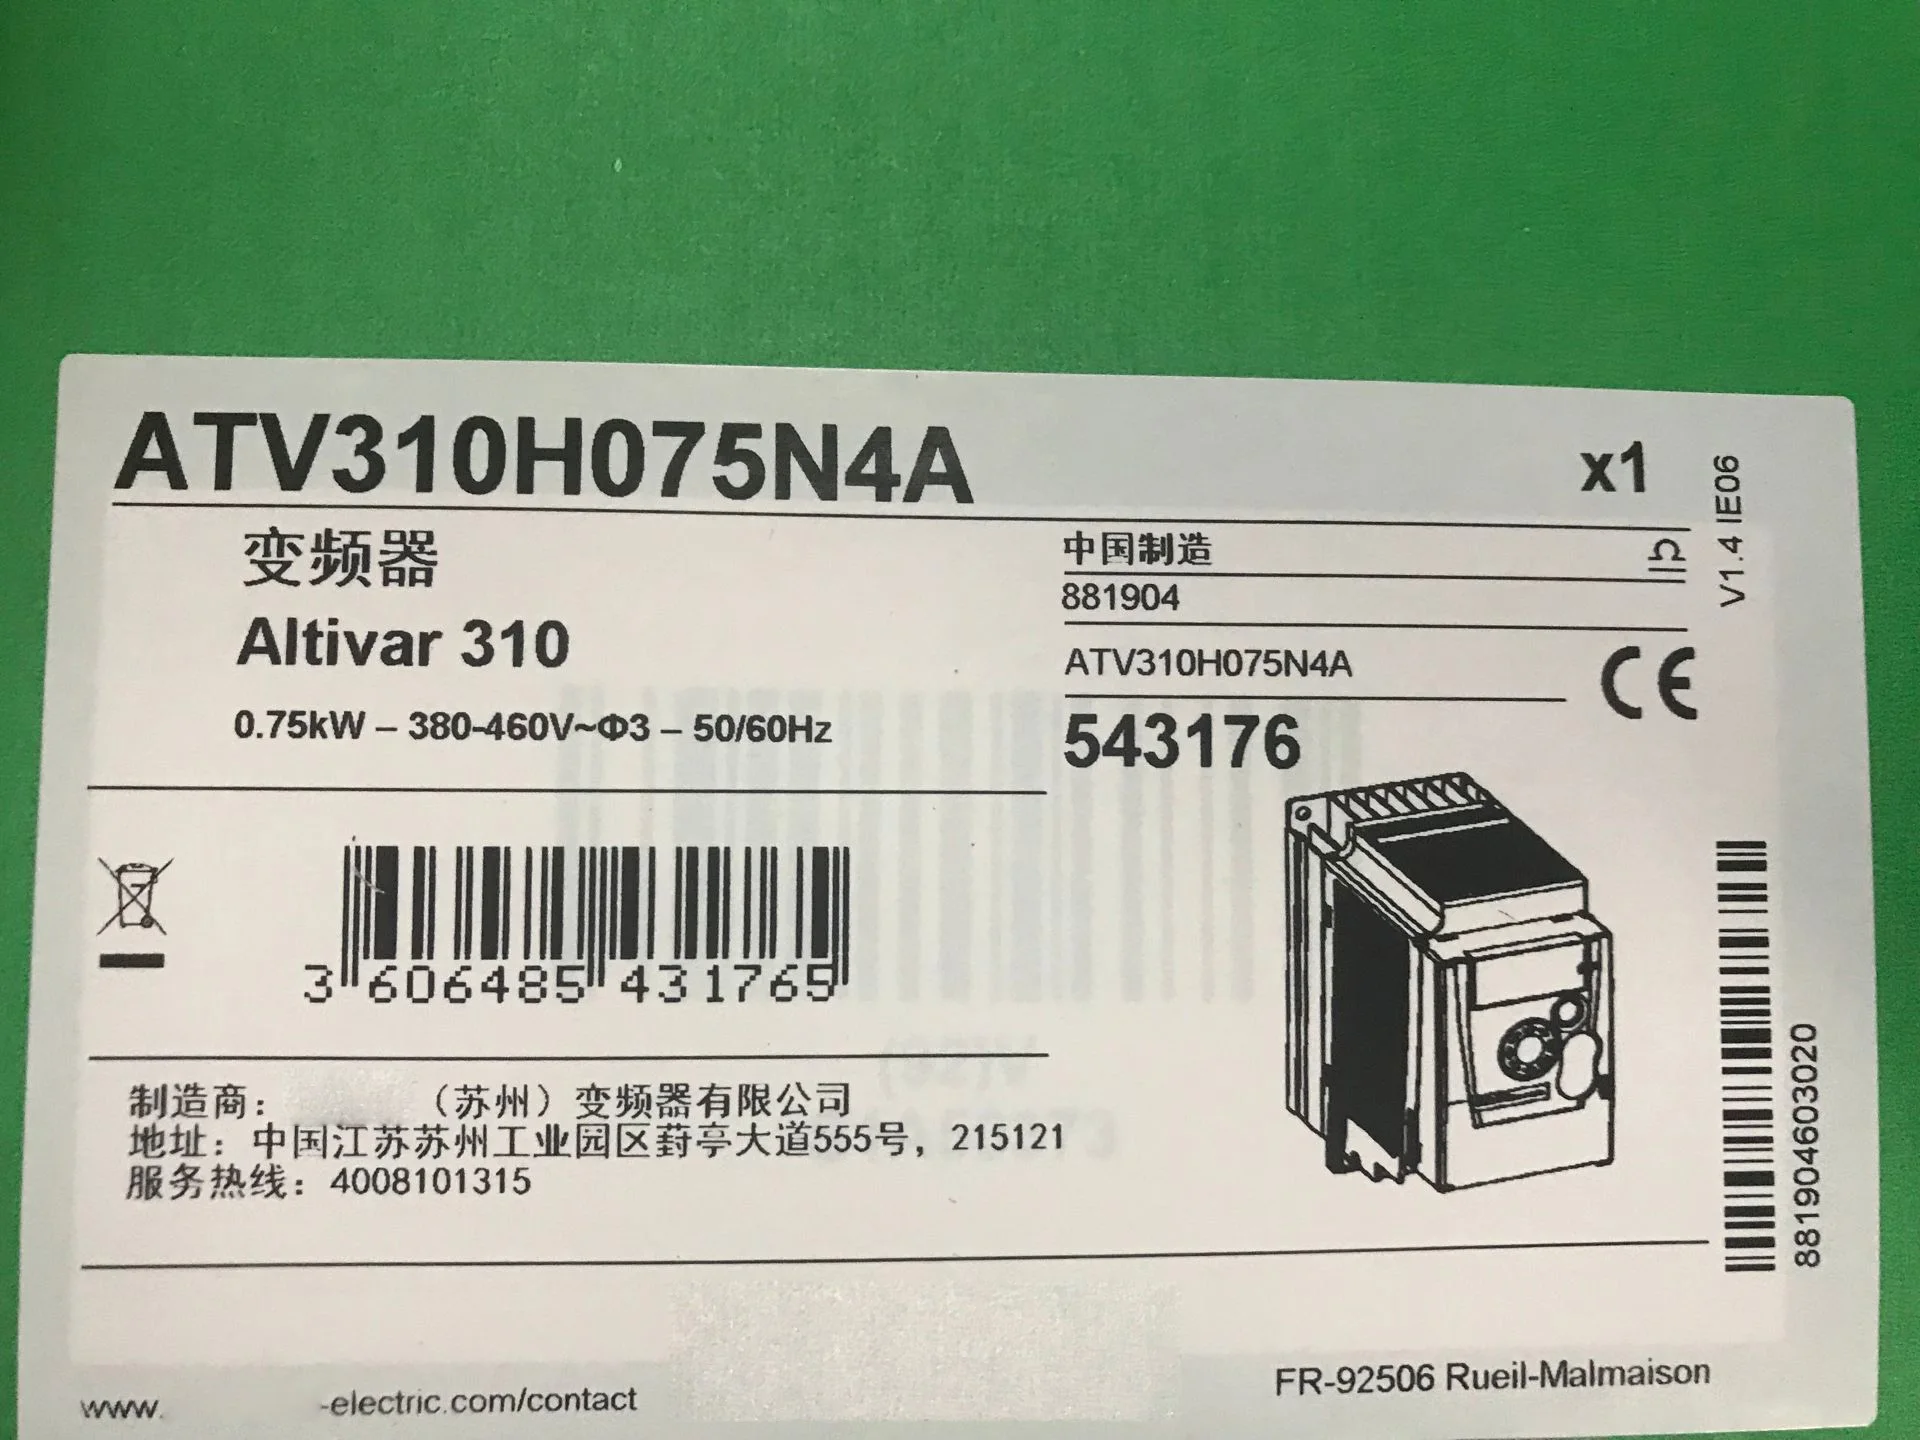 ATV310H075N4A
x1
V1.4 IE06
变频器
Altivar 310
0.75kW – 380-460V~Φ3 – 50/60Hz
中国制造
881904
ATV310H075N4A
CE
543176
3 606485 431765
8819046603020
制造商: （苏州）变频器有限公司
地址: 中国江苏苏州工业园区葑亭大道555号, 215121
服务热线: 4008101315
www. -electric.com/contact
FR-92506 Rueil-Malmaison